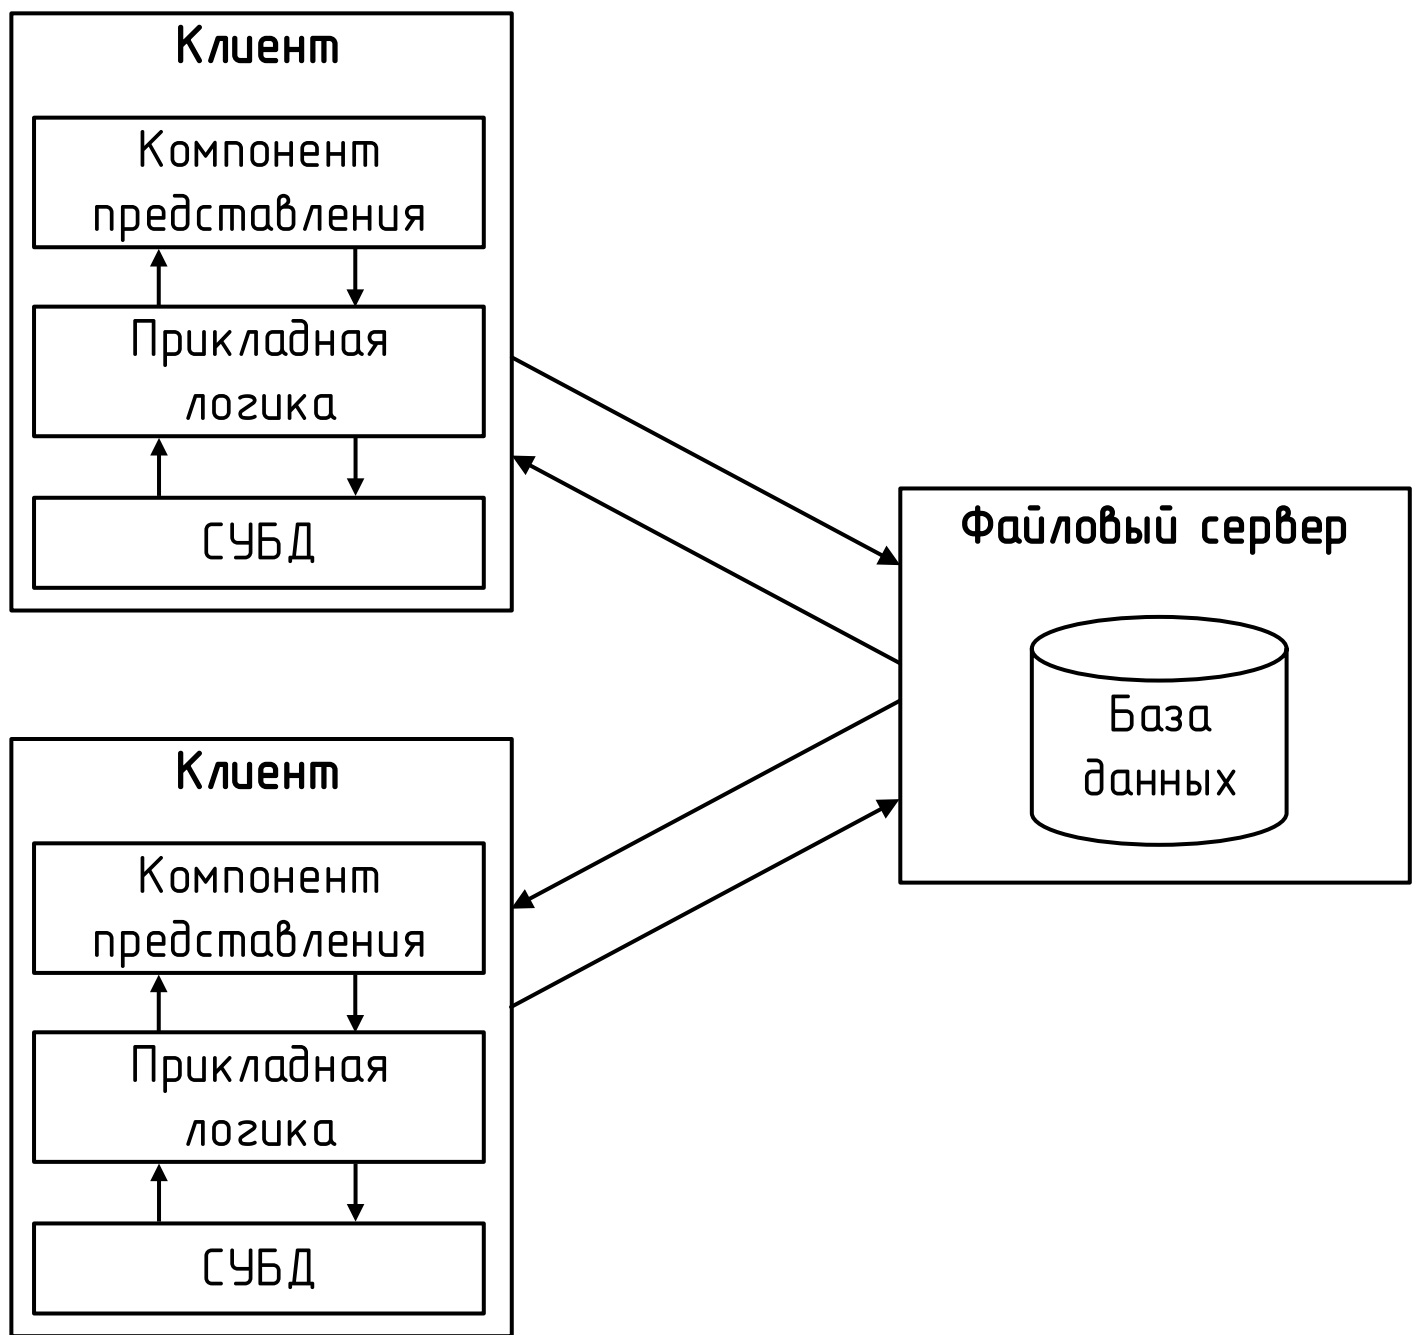 Клиент
Компонент
представления
Прикладная
логика
СУБД
Файловый сервер
База
данных
Клиент
Компонент
представления
Прикладная
логика
СУБД